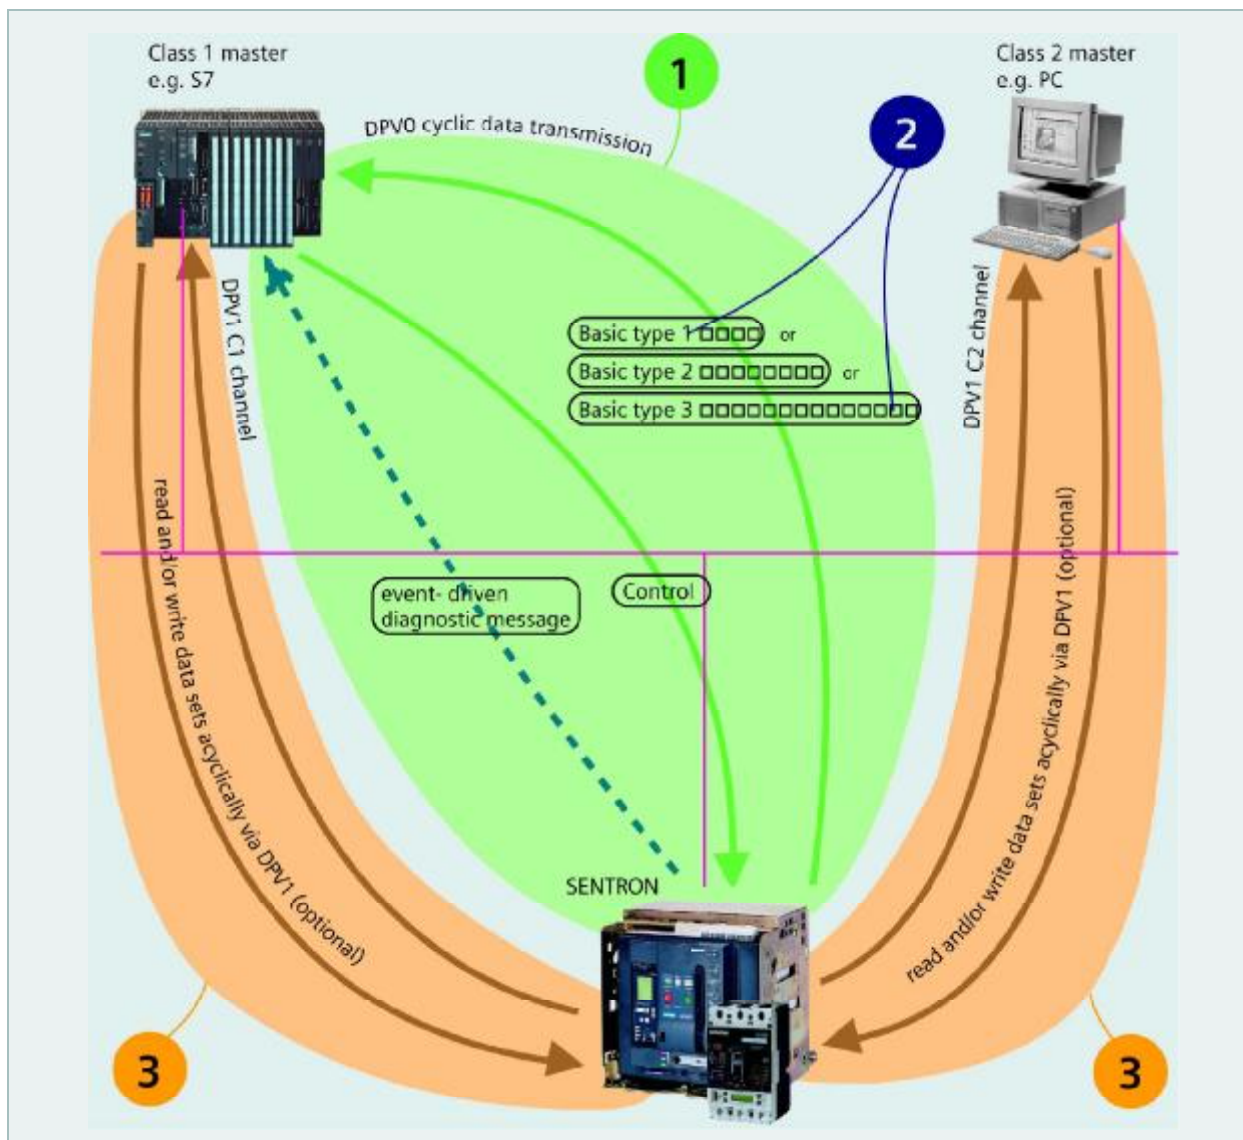 Class 1 master
e.g. S7
1
Class 2 master
e.g. PC
DPV0 cyclic data transmission
2
DPV1 C1 channel
DPV1 C2 channel
Basic type 1 or
Basic type 2 or
Basic type 3
read and/or write data sets acyclically via DPV1 (optional)
event- driven
diagnostic message
Control
read and/or write data sets acyclically via DPV1 (optional)
SENTRON
3
3